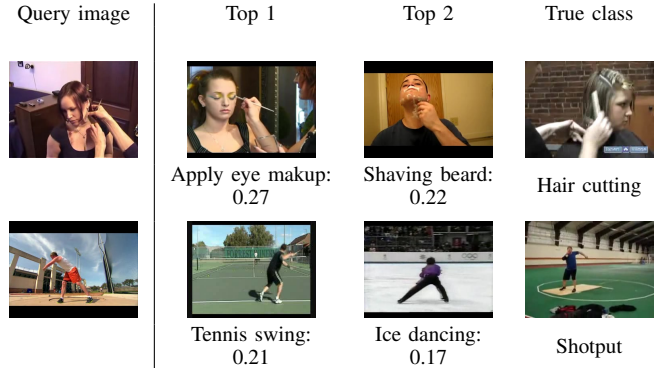 Query image Top 1 Top 2 True class
Apply eye makup: Shaving beard: Hair cutting
0.27 0.22
Tennis swing: Ice dancing: Shotput
0.21 0.17